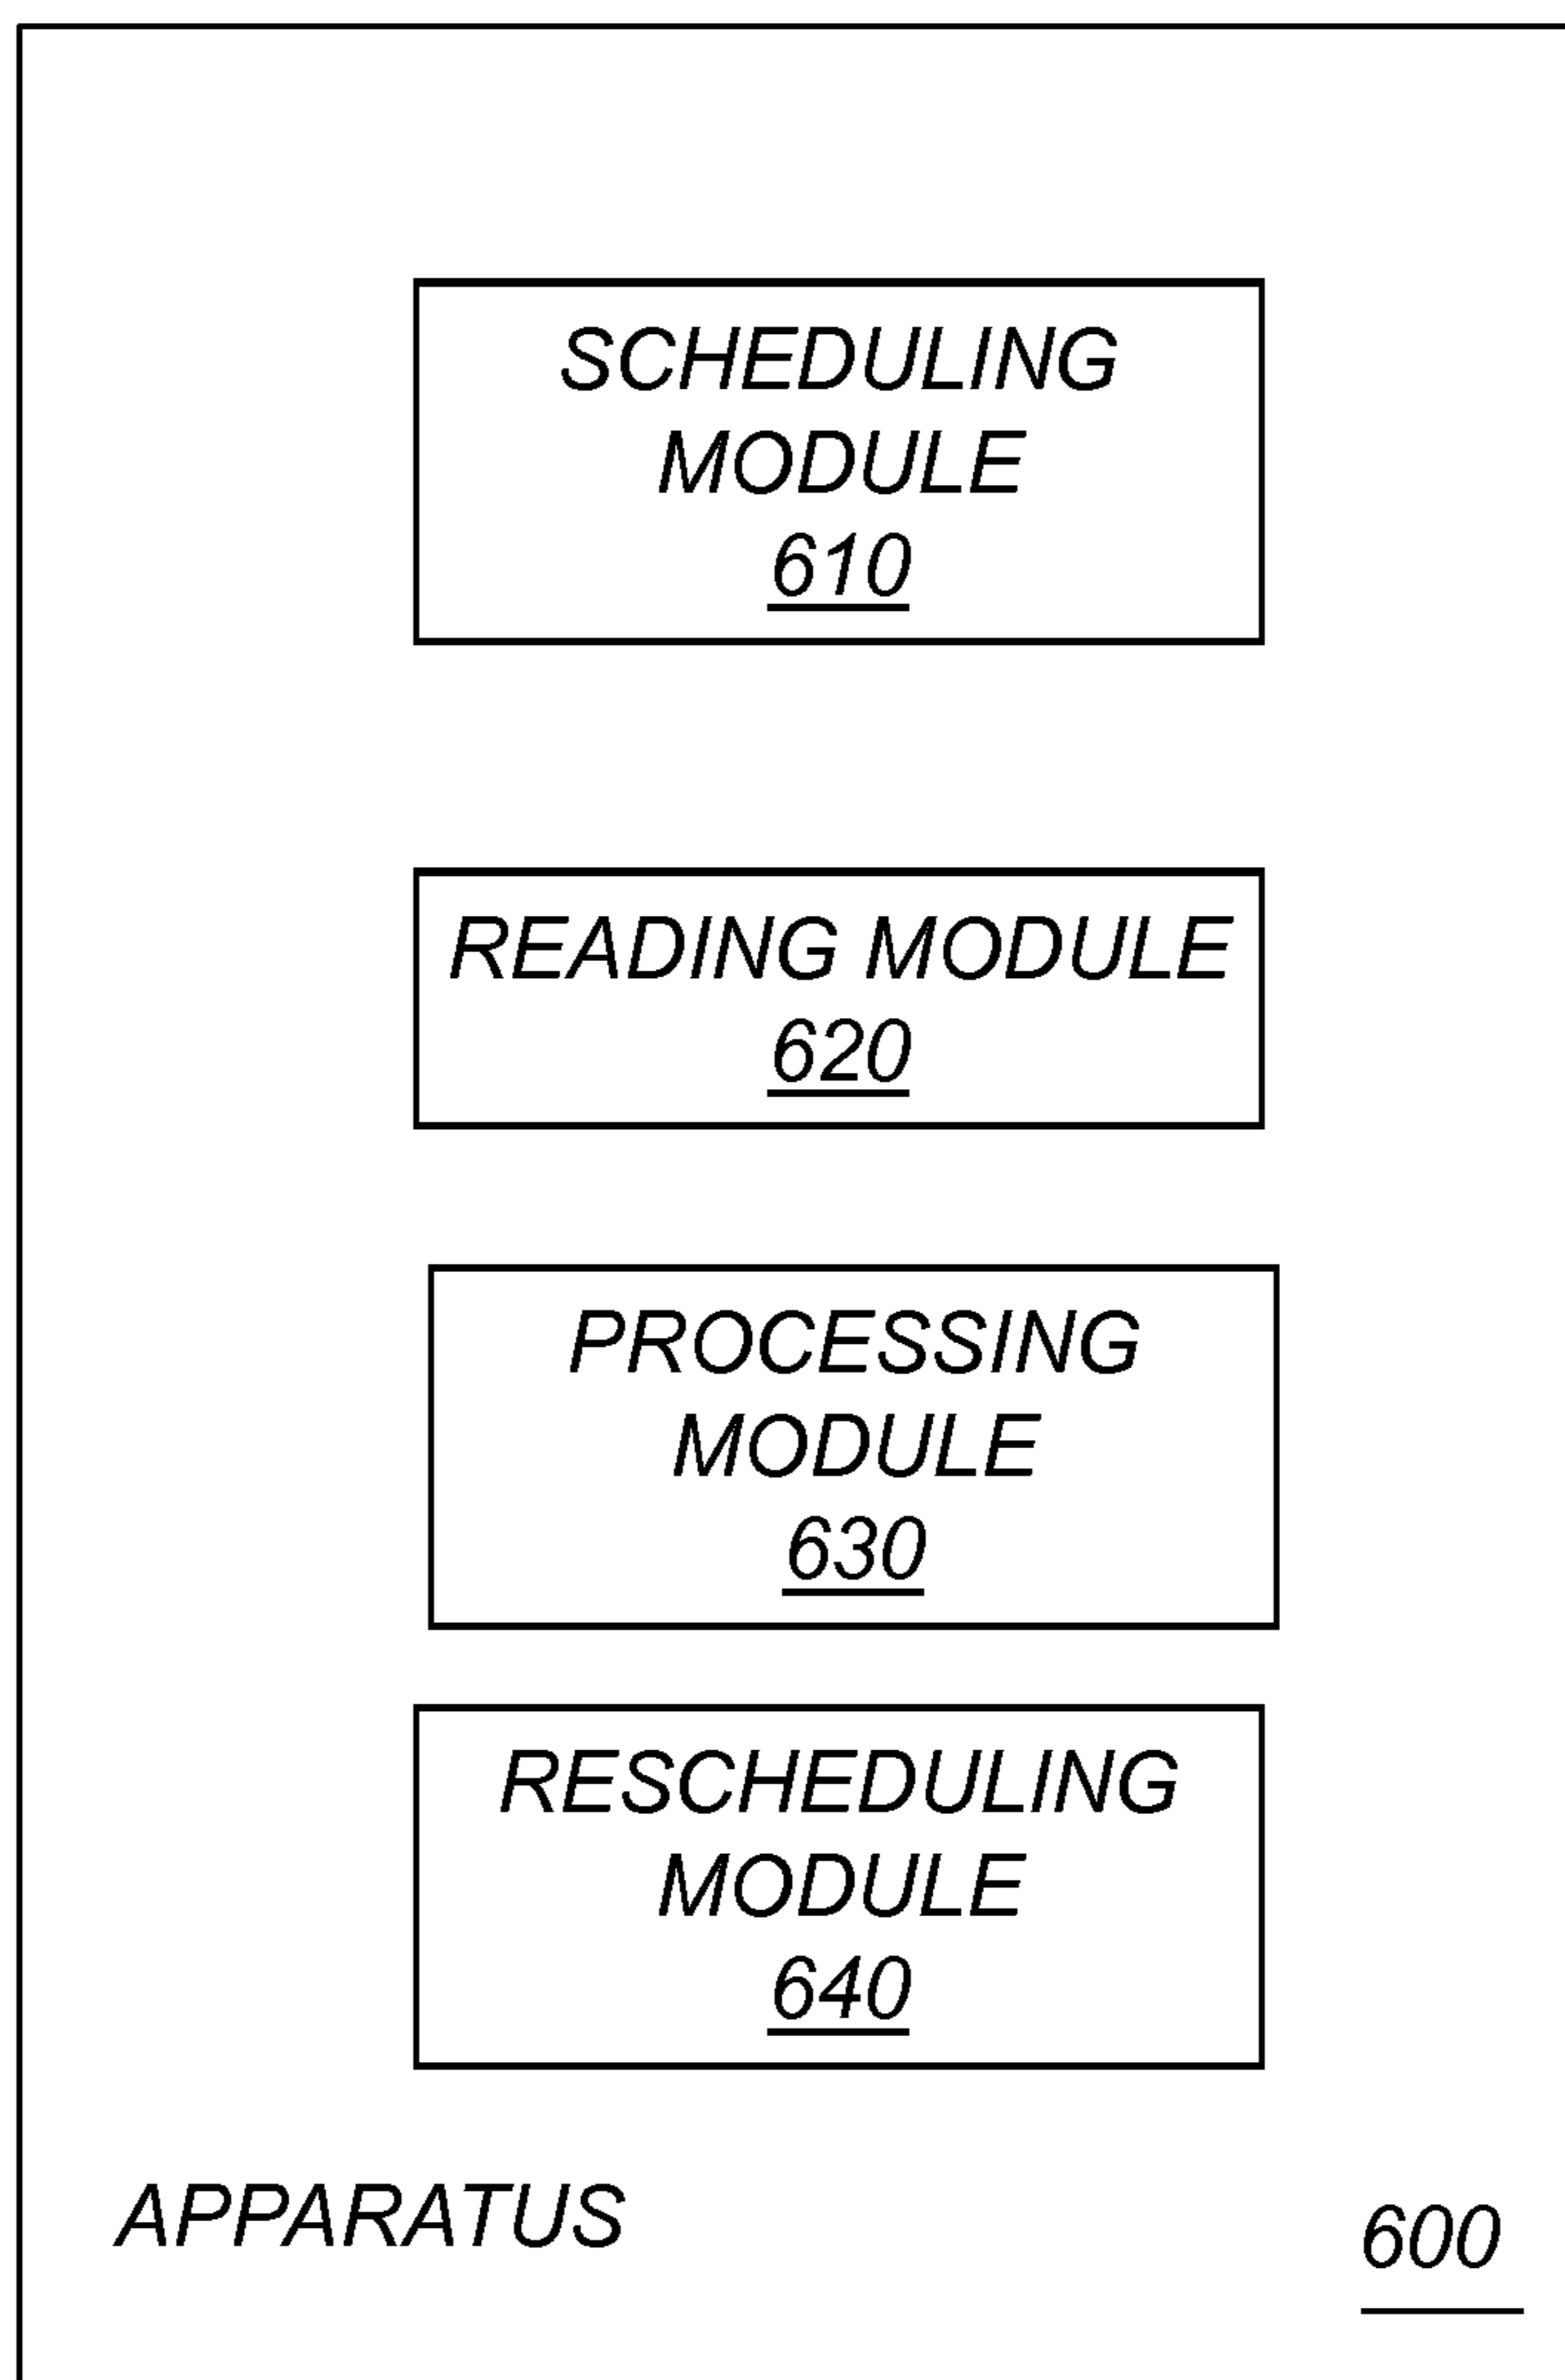 SCHEDULING
MODULE
610
READING MODULE
620
PROCESSING
MODULE
630
RESCHEDULING
MODULE
640
APPARATUS
600